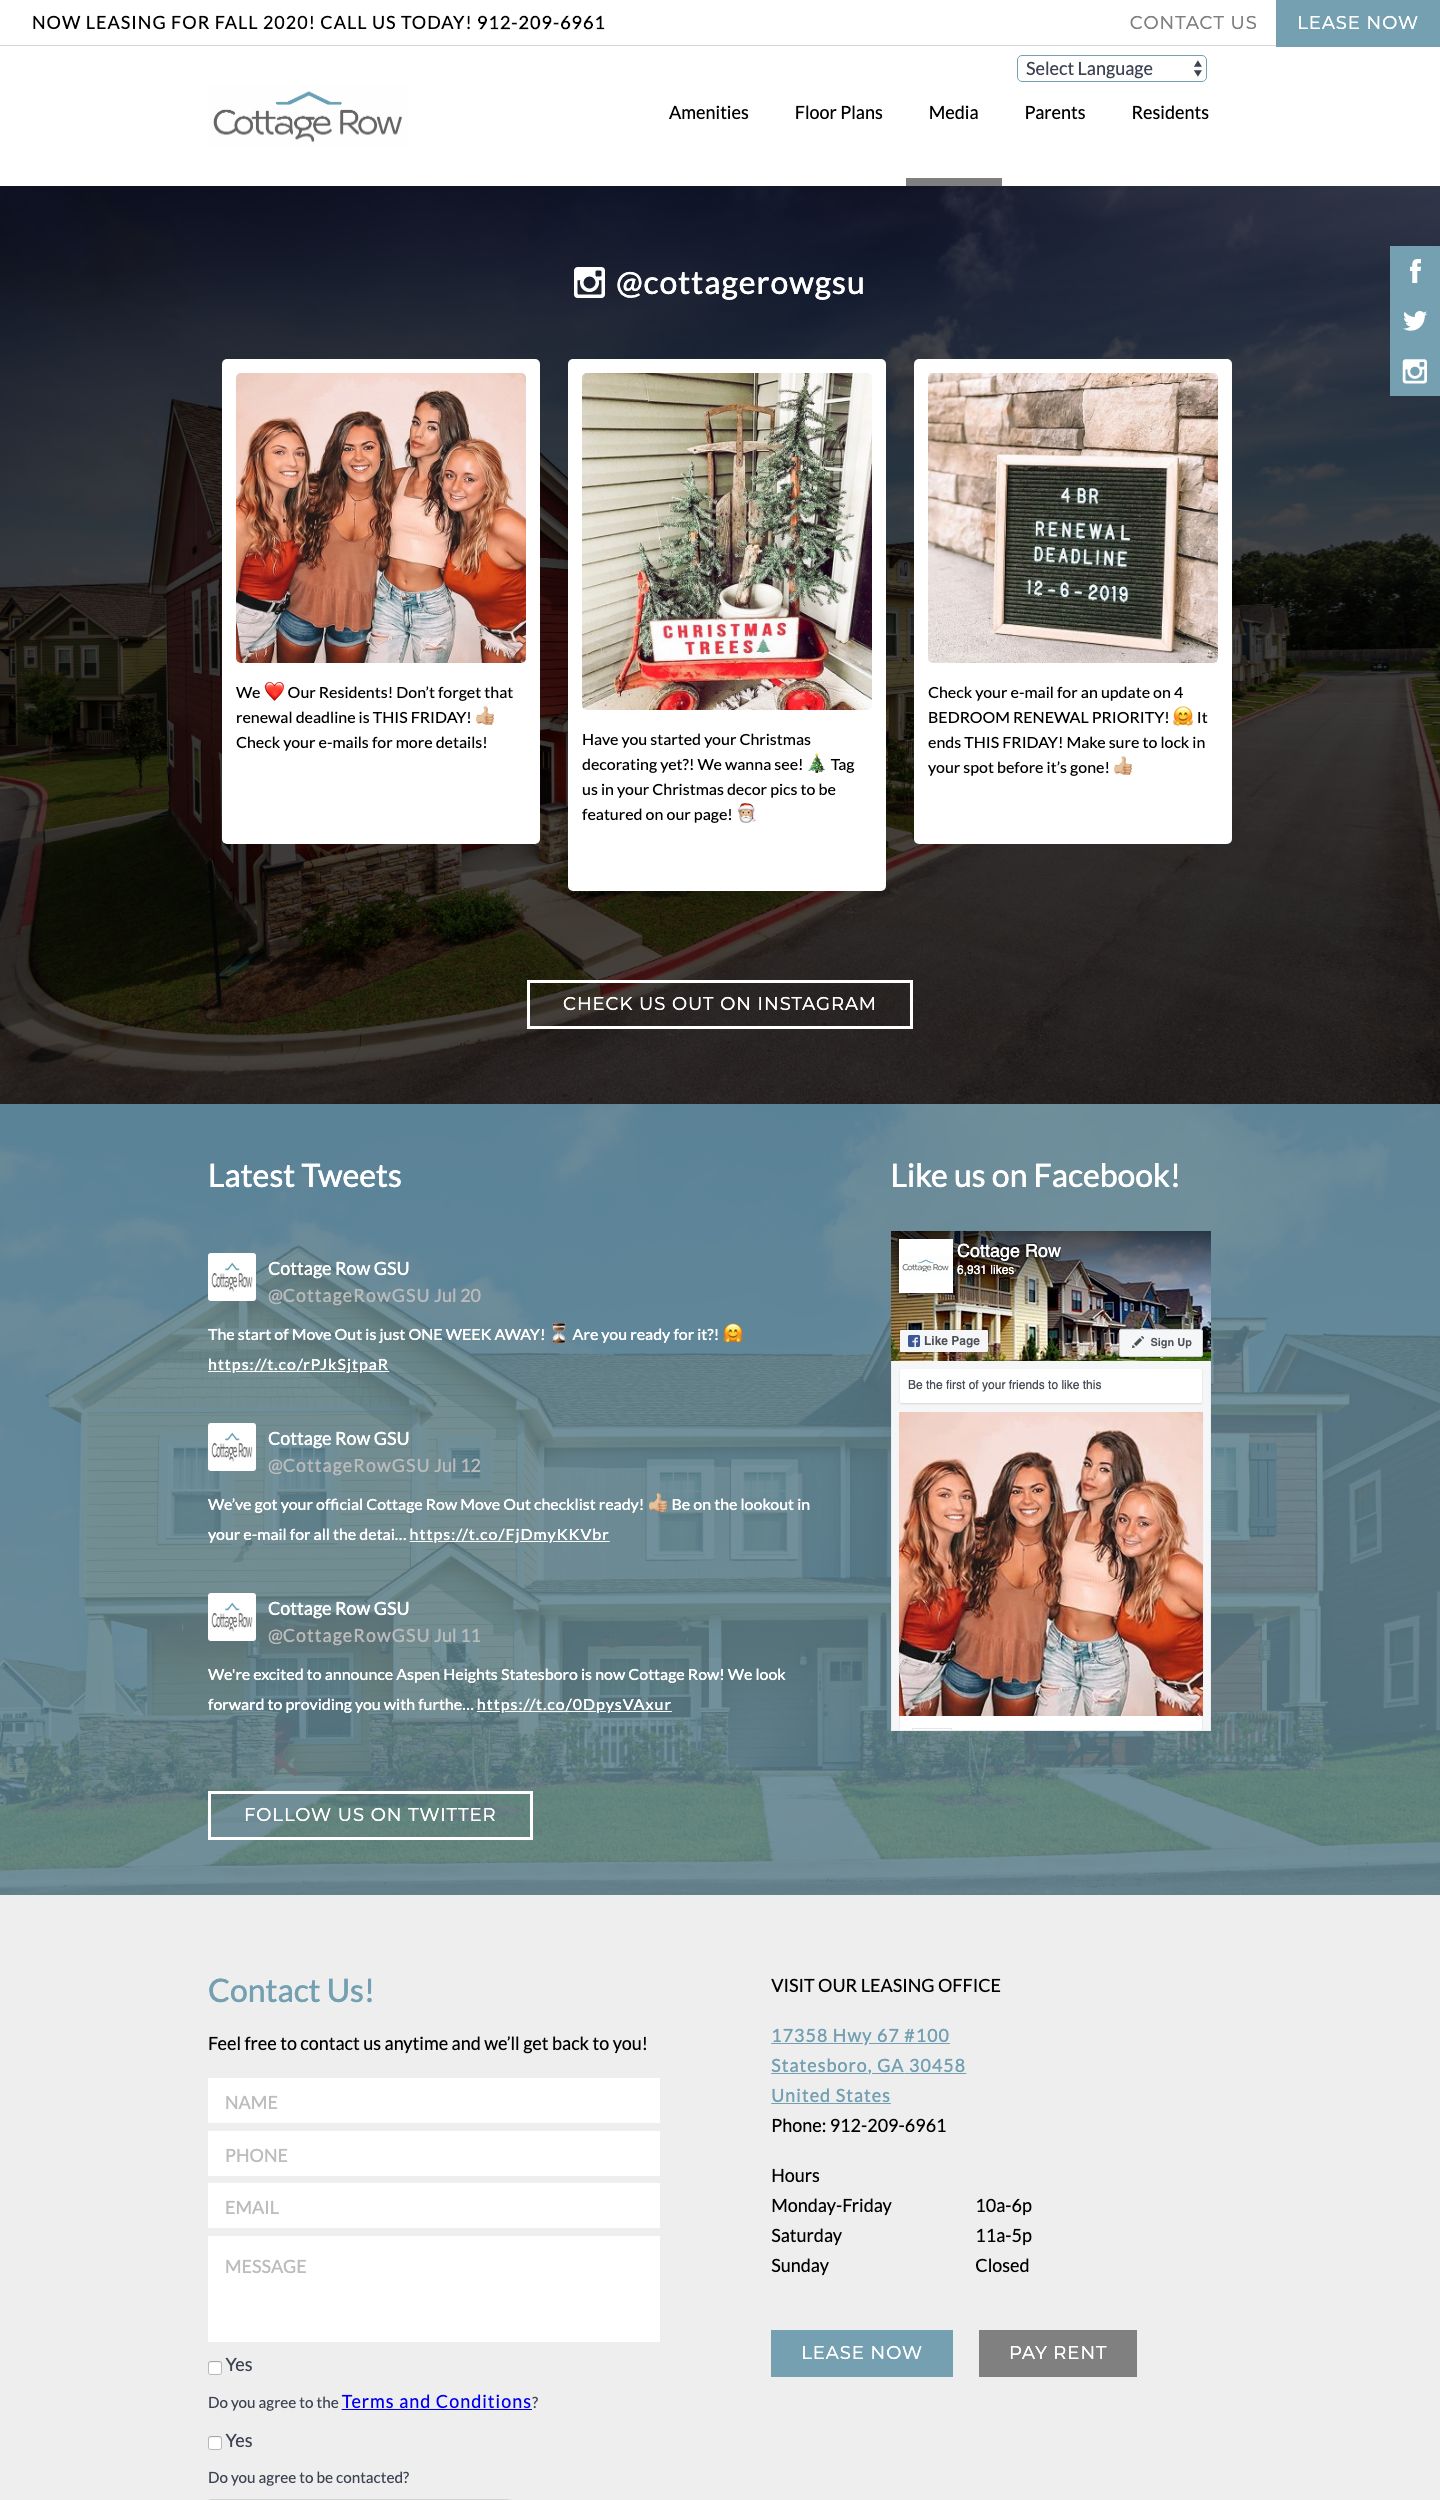 NOW LEASING FOR FALL 2020! CALL US TODAY! 912-209-6961
CONTACT US
LEASE NOW
Select Language
Cottage Row
Amenities
Floor Plans
Media
Parents
Residents
@cottagerowgsu
CHRISTMAS
TREES
4 BR
RENEWAL
DEADLINE
12-6-2019
We ❤️ Our Residents! Don’t forget that
renewal deadline is THIS FRIDAY! 👍🏼
Check your e-mails for more details!
Have you started your Christmas
decorating yet?! We wanna see! 🎄 Tag
us in your Christmas decor pics to be
featured on our page! 🎅🏼
Check your e-mail for an update on 4
BEDROOM RENEWAL PRIORITY! 🤗 It
ends THIS FRIDAY! Make sure to lock in
your spot before it’s gone! 👍🏼
CHECK US OUT ON INSTAGRAM
Latest Tweets
Cottage Row
Cottage Row GSU
@CottageRowGSU Jul 20
The start of Move Out is just ONE WEEK AWAY! ⏳ Are you ready for it?! 🤗
https://t.co/rPJkSjtpaR
Cottage Row
Cottage Row GSU
@CottageRowGSU Jul 12
We’ve got your official Cottage Row Move Out checklist ready! 👍🏼 Be on the lookout in
your e-mail for all the detai… https://t.co/FjDmyKKVbr
Cottage Row
Cottage Row GSU
@CottageRowGSU Jul 11
We're excited to announce Aspen Heights Statesboro is now Cottage Row! We look
forward to providing you with furthe… https://t.co/0DpysVAxur
FOLLOW US ON TWITTER
Like us on Facebook!
Cottage Row
Cottage Row
6,931 likes
Like Page
Sign Up
Be the first of your friends to like this
Contact Us!
Feel free to contact us anytime and we’ll get back to you!
NAME
PHONE
EMAIL
MESSAGE
Yes
Do you agree to the Terms and Conditions?
Yes
Do you agree to be contacted?
VISIT OUR LEASING OFFICE
17358 Hwy 67 #100
Statesboro, GA 30458
United States
Phone: 912-209-6961
Hours
Monday-Friday 10a-6p
Saturday 11a-5p
Sunday Closed
LEASE NOW
PAY RENT